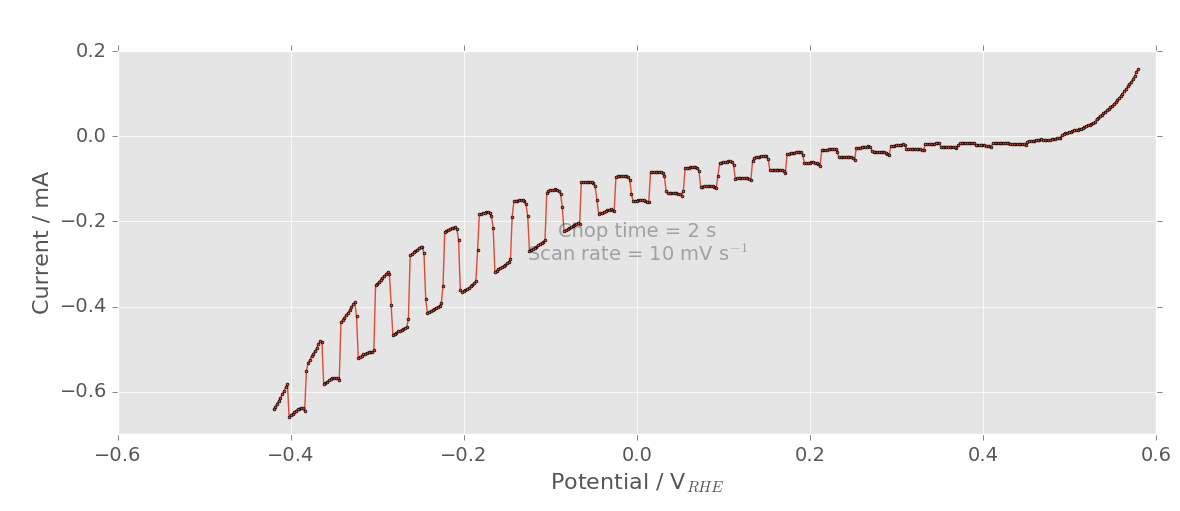 0.2
0.0
−0.2
−0.4
−0.6
Current / mA
Chop time = 2 s
Scan rate = 10 mV s⁻¹
−0.6 −0.4 −0.2 0.0 0.2 0.4 0.6
Potential / V_RHE